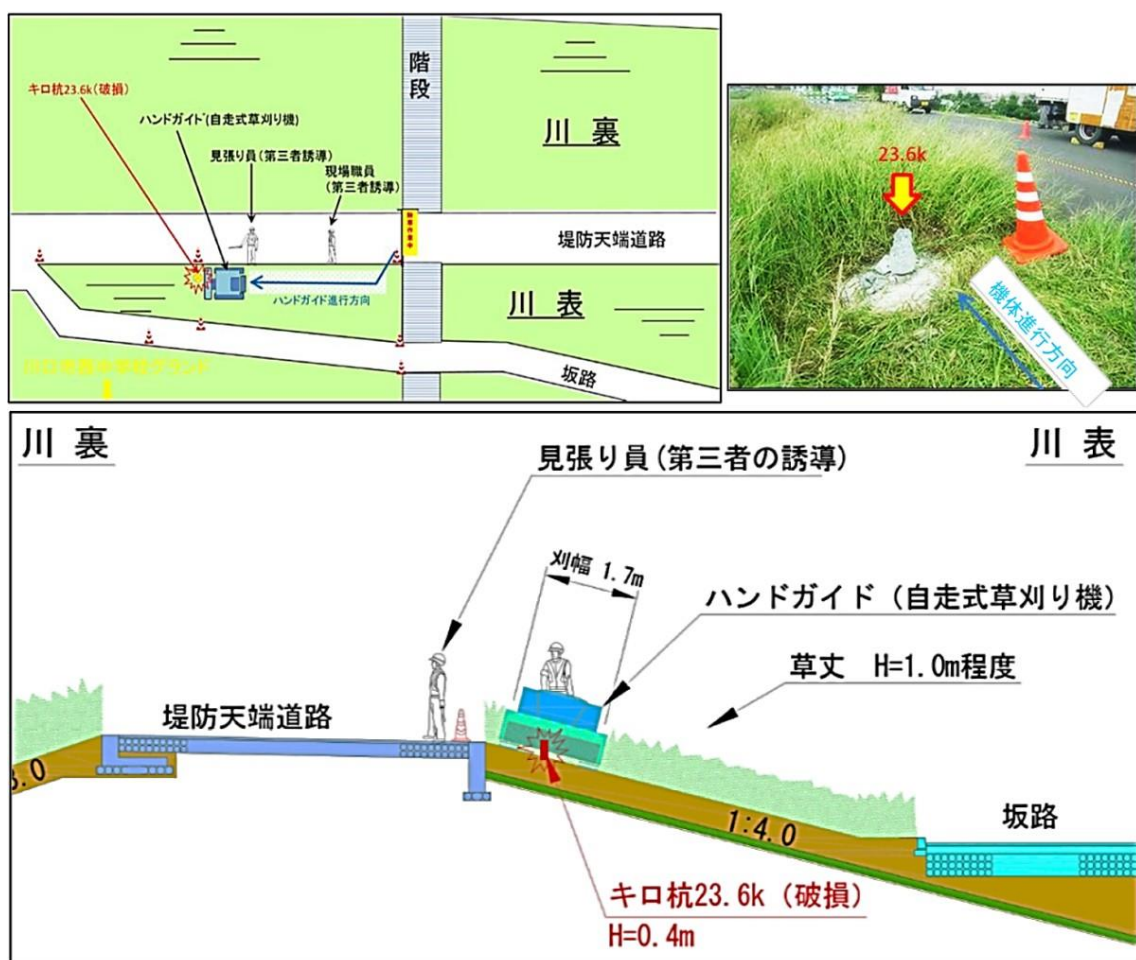 階段
川 裏
キロ杭23.6k(破損)
ハンドガイド(自走式草刈り機)
見張り員(第三者誘導)
現場職員
(第三者誘導)
堤防天端道路
ハンドガイド進行方向
川 表
坂路
23.6k
機体進行方向
川 裏
川 表
見張り員(第三者の誘導)
刈幅 1.7m
ハンドガイド (自走式草刈り機)
草丈 H=1.0m程度
堤防天端道路
1:4.0
坂路
キロ杭23.6k (破損)
H=0.4m